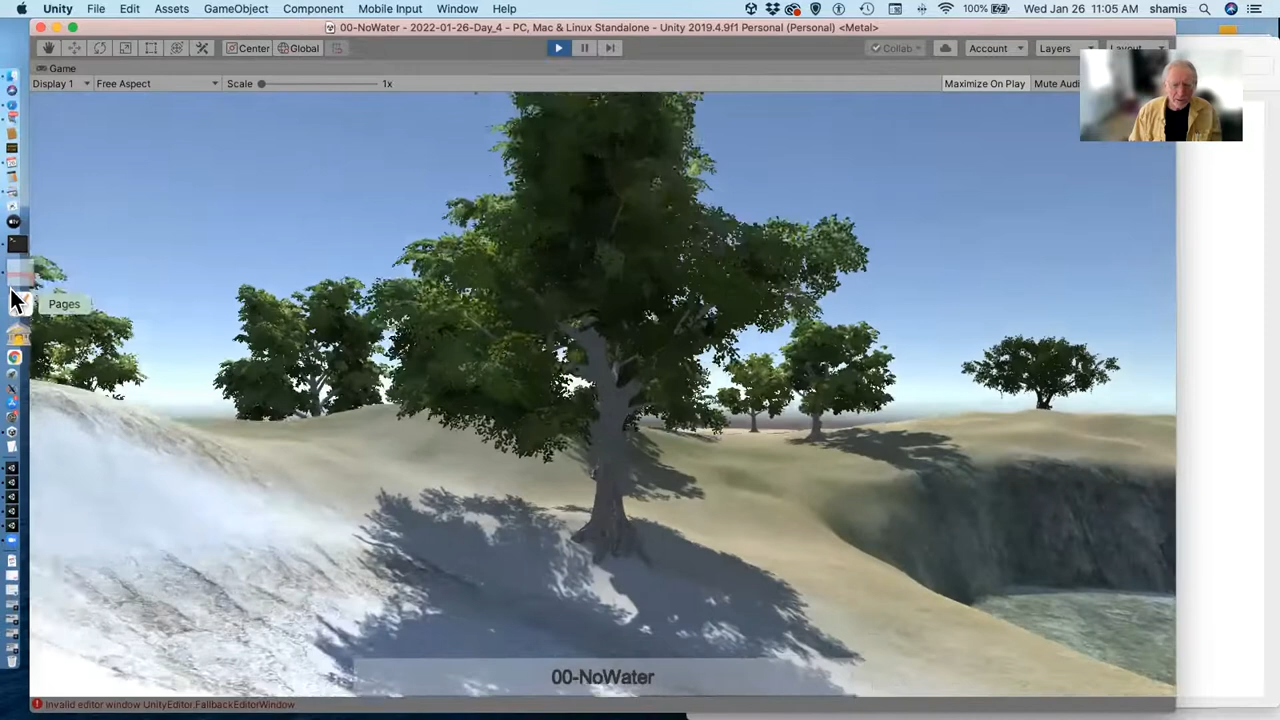 Unity File Edit Assets GameObject Component Mobile Input Window Help 100% Wed Jan 26 11:05 AM shamis
00-NoWater - 2022-01-26-Day_4 - PC, Mac & Linux Standalone - Unity 2019.4.9f1 Personal (Personal) <Metal>
Center Global Collab Account Layers Layout
Game
Display 1 Free Aspect Scale 1x Maximize On Play Mute Audi
Pages
00-NoWater
Invalid editor window UnityEditor.FallbackEditorWindow